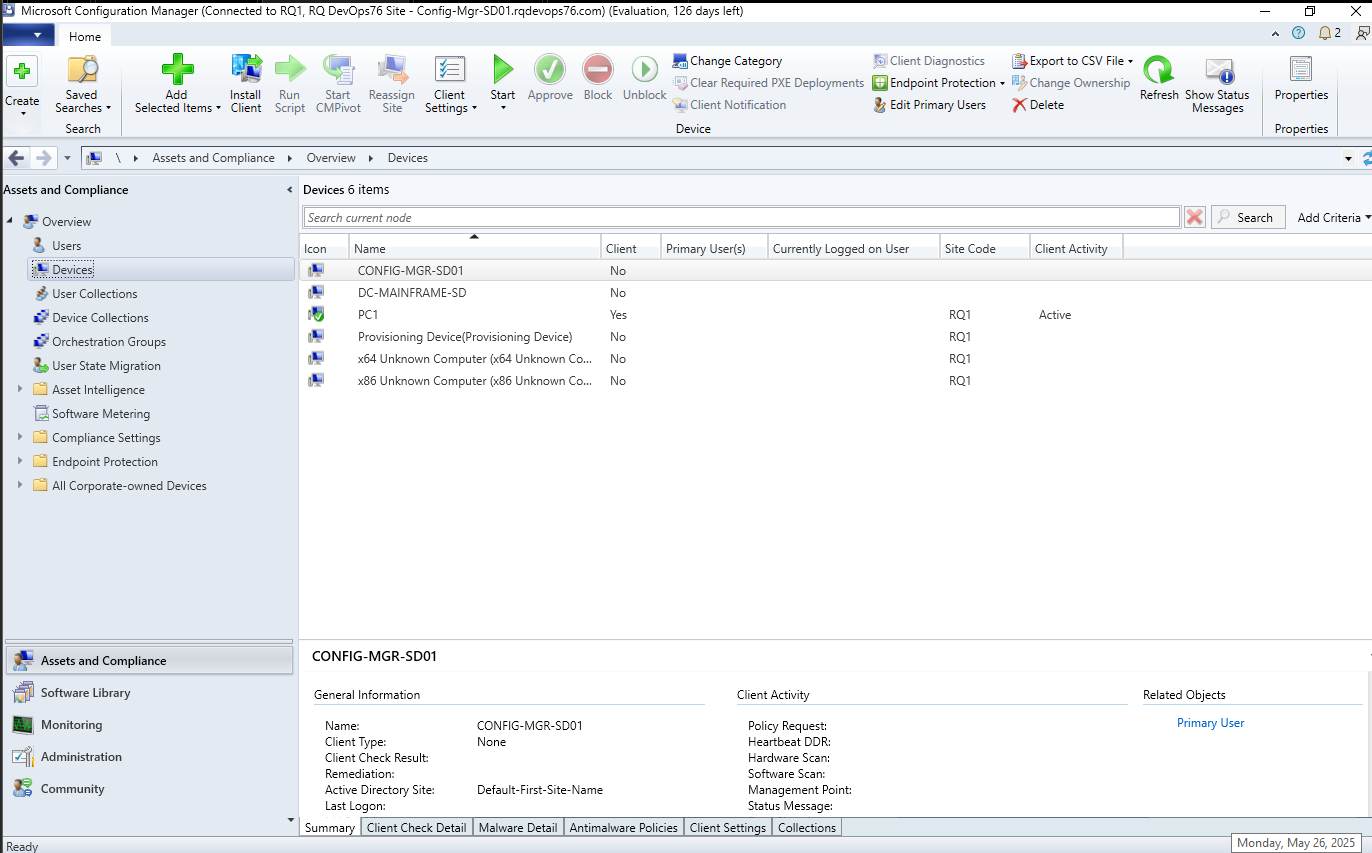 Microsoft Configuration Manager (Connected to RQ1, RQ DevOps76 Site - Config-Mgr-SD01.rqdevops76.com) (Evaluation, 126 days left)
Home
2
Create
Saved Searches
Search
Add Selected Items
Install Client
Run Script
Start CMPivot
Reassign Site
Client Settings
Start
Approve
Block
Unblock
Change Category
Clear Required PXE Deployments
Client Notification
Client Diagnostics
Endpoint Protection
Edit Primary Users
Export to CSV File
Change Ownership
Delete
Device
Refresh
Show Status Messages
Properties
Properties
\ Assets and Compliance Overview Devices
Assets and Compliance
Overview
Users
Devices
User Collections
Device Collections
Orchestration Groups
User State Migration
Asset Intelligence
Software Metering
Compliance Settings
Endpoint Protection
All Corporate-owned Devices
Assets and Compliance
Software Library
Monitoring
Administration
Community
Devices 6 items
Search current node
Search
Add Criteria
Icon Name Client Primary User(s) Currently Logged on User Site Code Client Activity
CONFIG-MGR-SD01 No
DC-MAINFRAME-SD No
PC1 Yes RQ1 Active
Provisioning Device(Provisioning Device) No RQ1
x64 Unknown Computer (x64 Unknown Co... No RQ1
x86 Unknown Computer (x86 Unknown Co... No RQ1
CONFIG-MGR-SD01
General Information
Name: CONFIG-MGR-SD01
Client Type: None
Client Check Result:
Remediation:
Active Directory Site: Default-First-Site-Name
Last Logon:
Client Activity
Policy Request:
Heartbeat DDR:
Hardware Scan:
Software Scan:
Management Point:
Status Message:
Related Objects
Primary User
Summary Client Check Detail Malware Detail Antimalware Policies Client Settings Collections
Ready
Monday, May 26, 2025